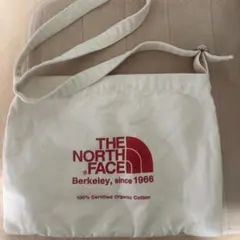 THE
NORTH
FACE
Berkeley, since 1966
100% Certified Organic Cotton